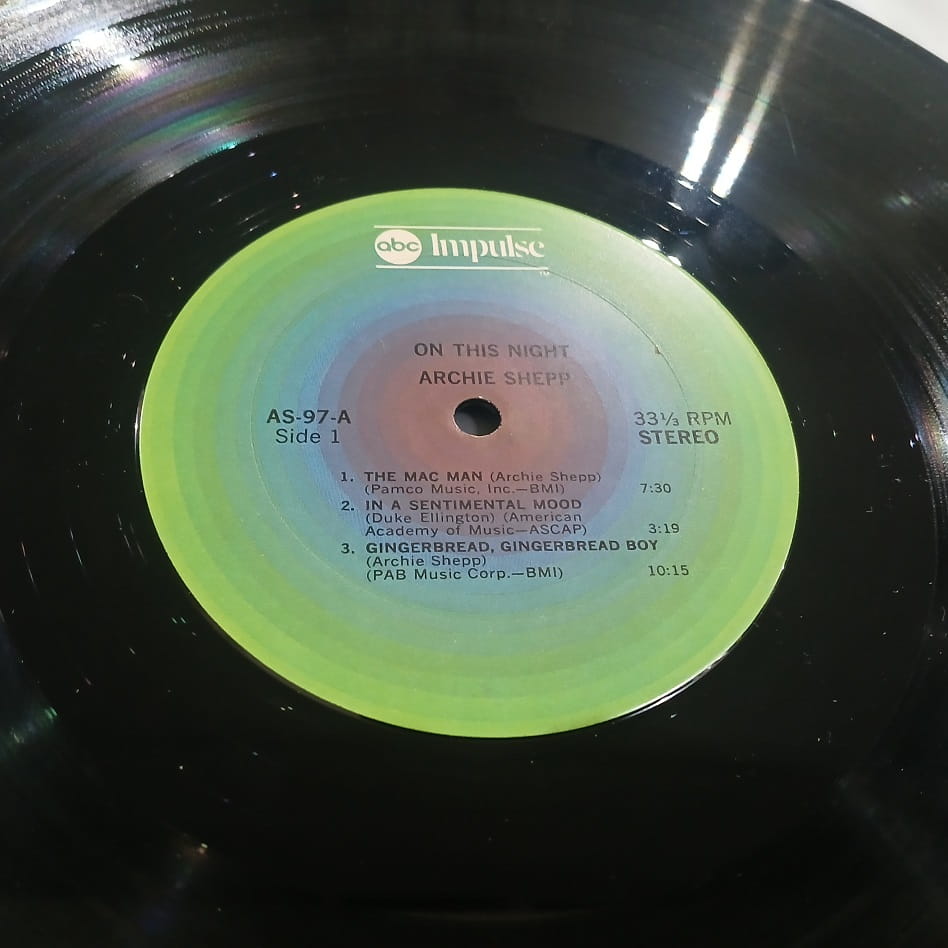 abc Impulse
TM
ON THIS NIGHT
ARCHIE SHEPP
AS-97-A
Side 1
33⅓ RPM
STEREO
1. THE MAC MAN (Archie Shepp)
(Pamco Music, Inc.—BMI) 7:30
2. IN A SENTIMENTAL MOOD
(Duke Ellington) (American
Academy of Music—ASCAP) 3:19
3. GINGERBREAD, GINGERBREAD BOY
(Archie Shepp)
(PAB Music Corp.—BMI) 10:15